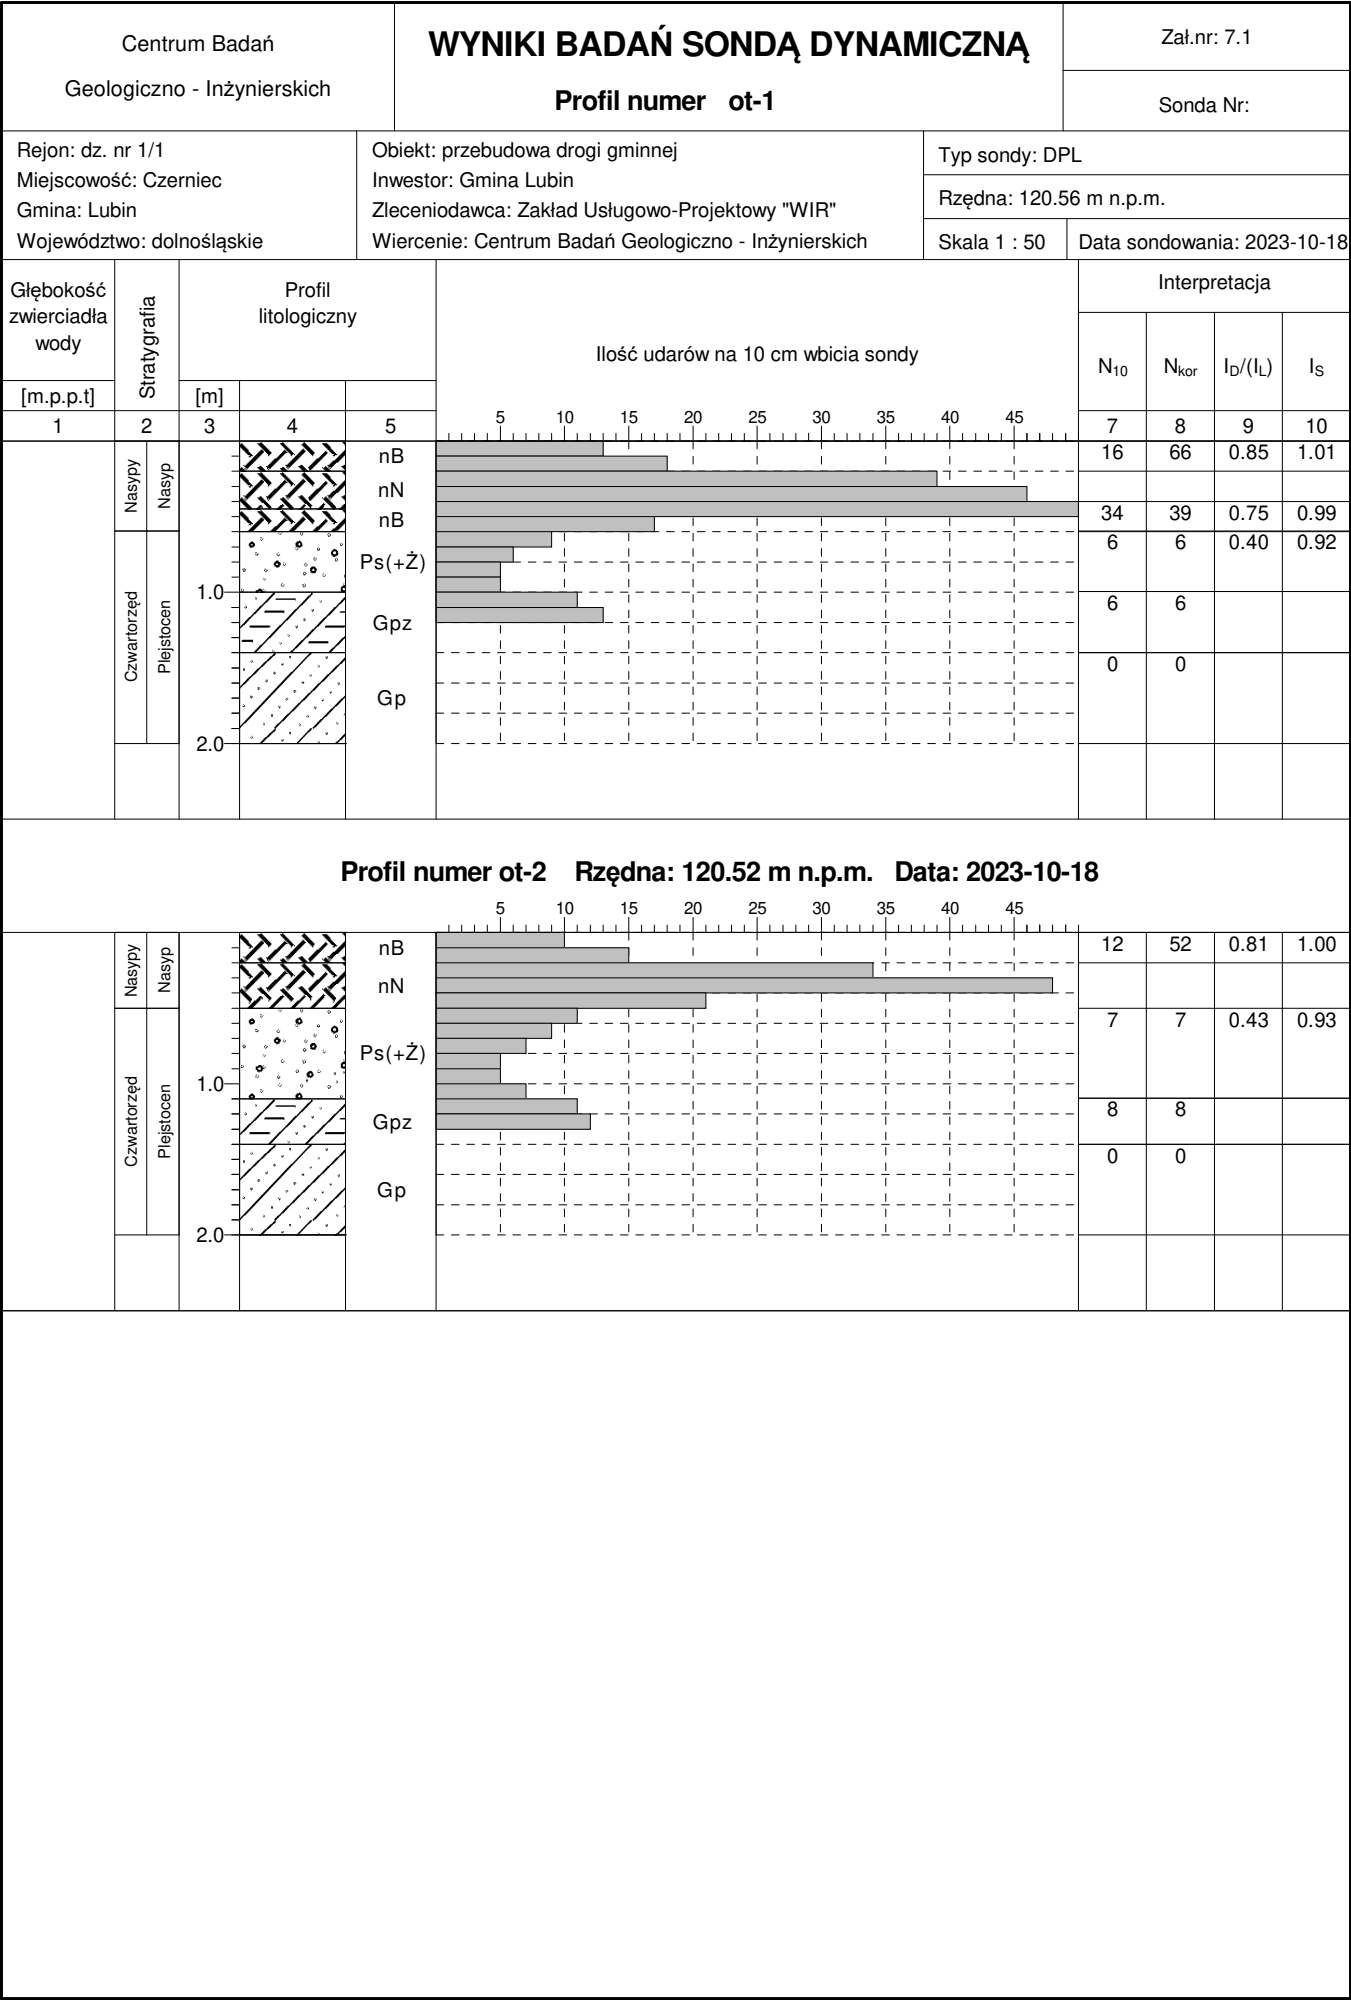 Centrum Badań
Geologiczno - Inżynierskich
WYNIKI BADAŃ SONDĄ DYNAMICZNĄ
Profil numer ot-1
Zał.nr: 7.1
Sonda Nr:
Rejon: dz. nr 1/1
Miejscowość: Czerniec
Gmina: Lubin
Województwo: dolnośląskie
Obiekt: przebudowa drogi gminnej
Inwestor: Gmina Lubin
Zleceniodawca: Zakład Usługowo-Projektowy "WIR"
Wiercenie: Centrum Badań Geologiczno - Inżynierskich
Typ sondy: DPL
Rzędna: 120.56 m n.p.m.
Skala 1 : 50 Data sondowania: 2023-10-18
Głębokość
zwierciadła
wody
[m.p.p.t]
Stratygrafia
Profil
litologiczny
[m]
Ilość udarów na 10 cm wbicia sondy
Interpretacja
N10 Nkor ID/(IL) IS
5 10 15 20 25 30 35 40 45
1 2 3 4 5 7 8 9 10
Nasypy Nasyp
Czwartorzęd Plejstocen
1.0
2.0
nB 16 66 0.85 1.01
nN
nB 34 39 0.75 0.99
Ps(+Ż) 6 6 0.40 0.92
Gpz 6 6
Gp 0 0
Profil numer ot-2 Rzędna: 120.52 m n.p.m. Data: 2023-10-18
5 10 15 20 25 30 35 40 45
Nasypy Nasyp
Czwartorzęd Plejstocen
1.0
2.0
nB 12 52 0.81 1.00
nN
Ps(+Ż) 7 7 0.43 0.93
Gpz 8 8
Gp 0 0